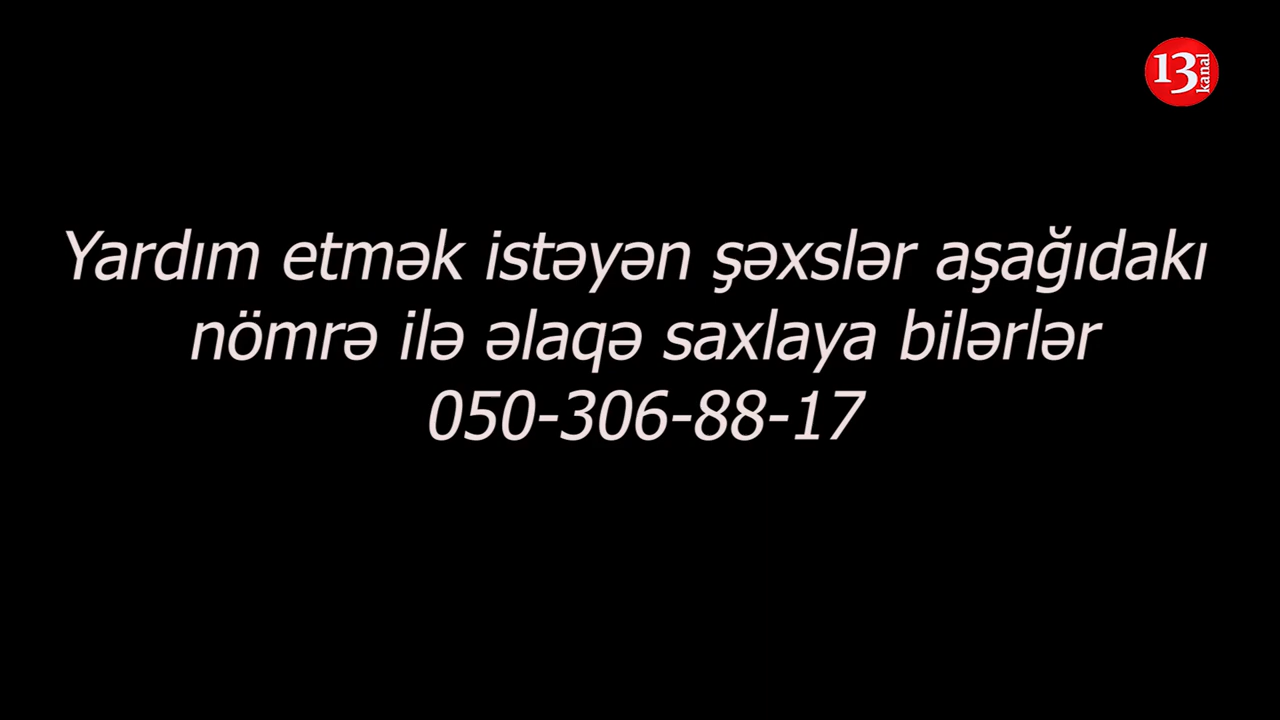 13 kanal
Yardım etmək istəyən şəxslər aşağıdakı
nömrə ilə əlaqə saxlaya bilərlər
050-306-88-17